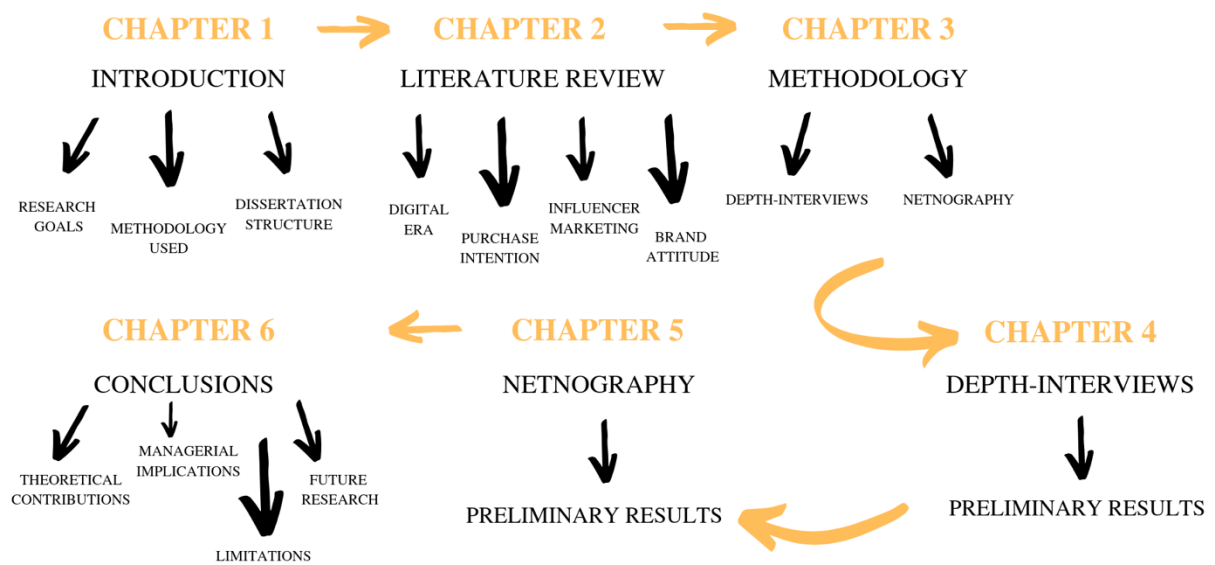 CHAPTER 1
CHAPTER 2
CHAPTER 3
INTRODUCTION
LITERATURE REVIEW
METHODOLOGY
RESEARCH
GOALS
METHODOLOGY
USED
DISSERTATION
STRUCTURE
DIGITAL
ERA
PURCHASE
INTENTION
INFLUENCER
MARKETING
BRAND
ATTITUDE
DEPTH-INTERVIEWS
NETNOGRAPHY
CHAPTER 6
CHAPTER 5
CHAPTER 4
CONCLUSIONS
NETNOGRAPHY
DEPTH-INTERVIEWS
THEORETICAL
CONTRIBUTIONS
MANAGERIAL
IMPLICATIONS
LIMITATIONS
FUTURE
RESEARCH
PRELIMINARY RESULTS
PRELIMINARY RESULTS